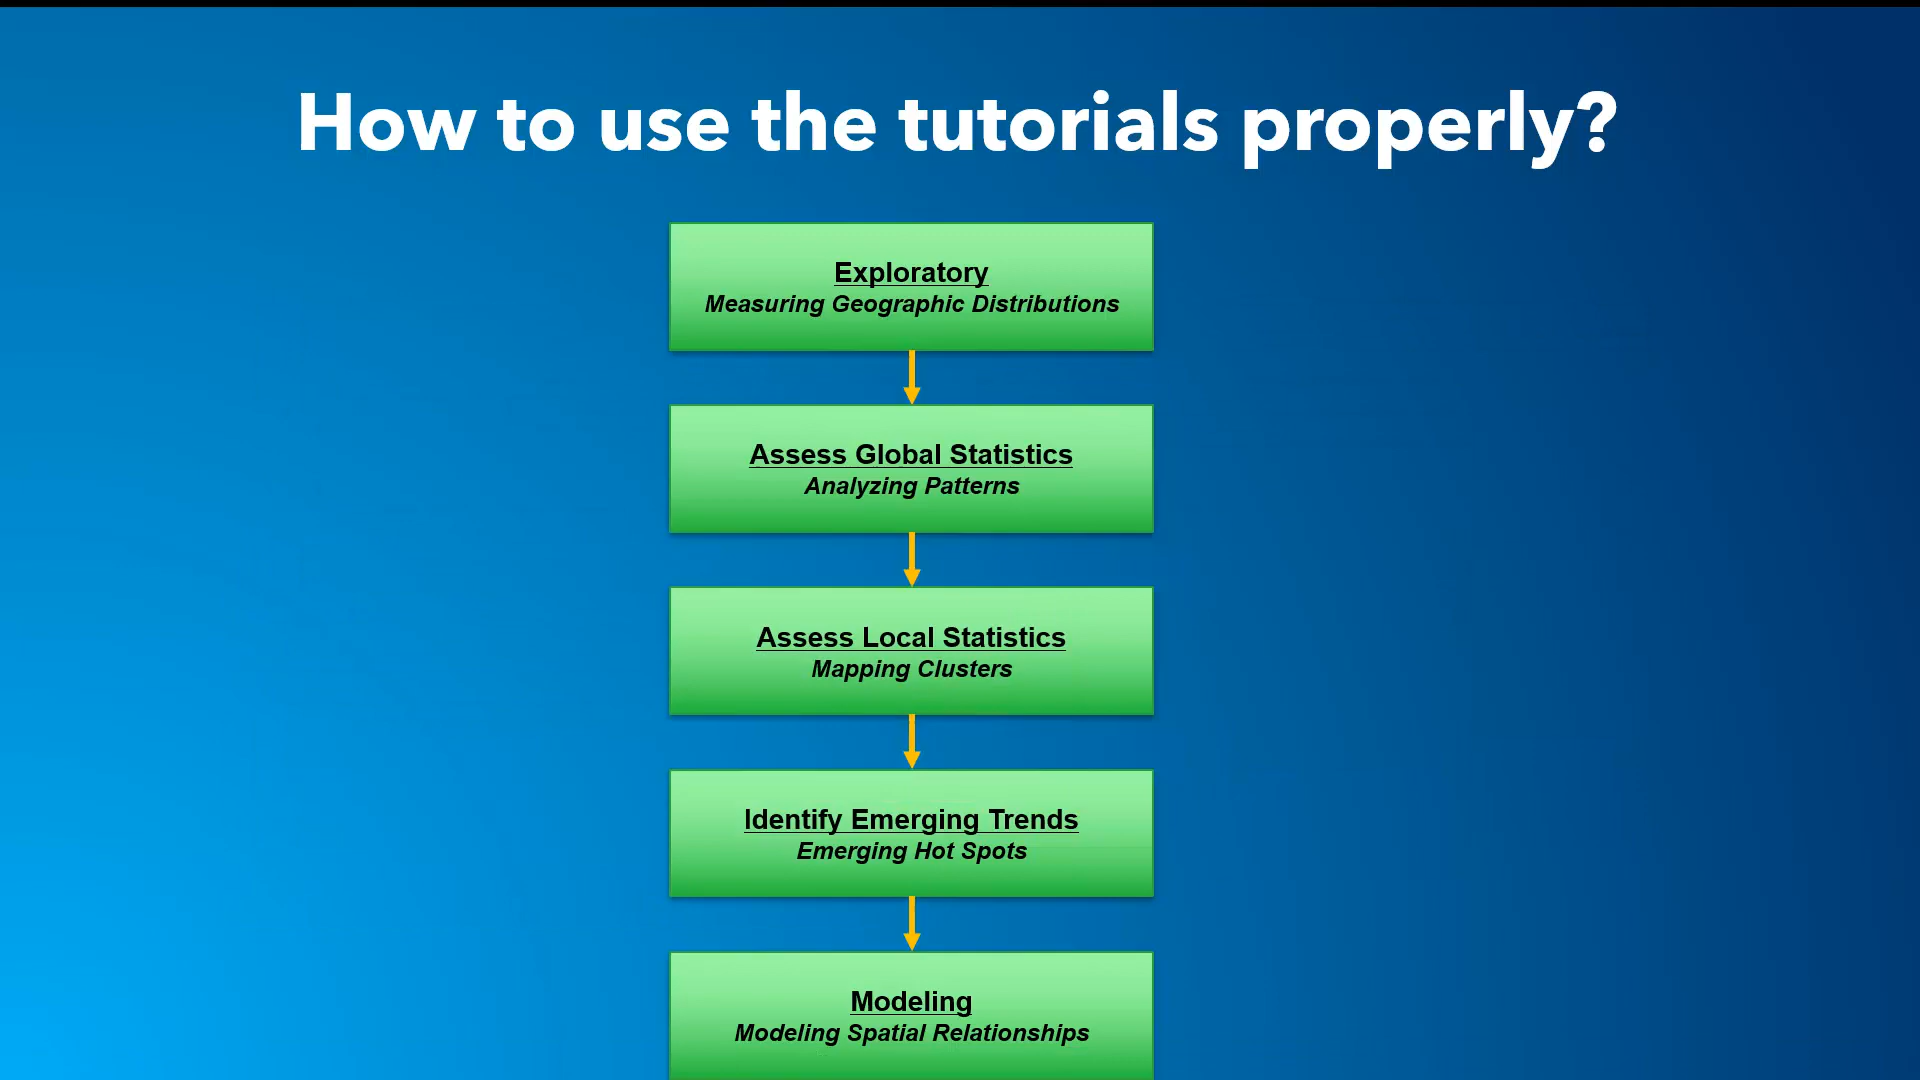 How to use the tutorials properly?
Exploratory
Measuring Geographic Distributions
Assess Global Statistics
Analyzing Patterns
Assess Local Statistics
Mapping Clusters
Identify Emerging Trends
Emerging Hot Spots
Modeling
Modeling Spatial Relationships